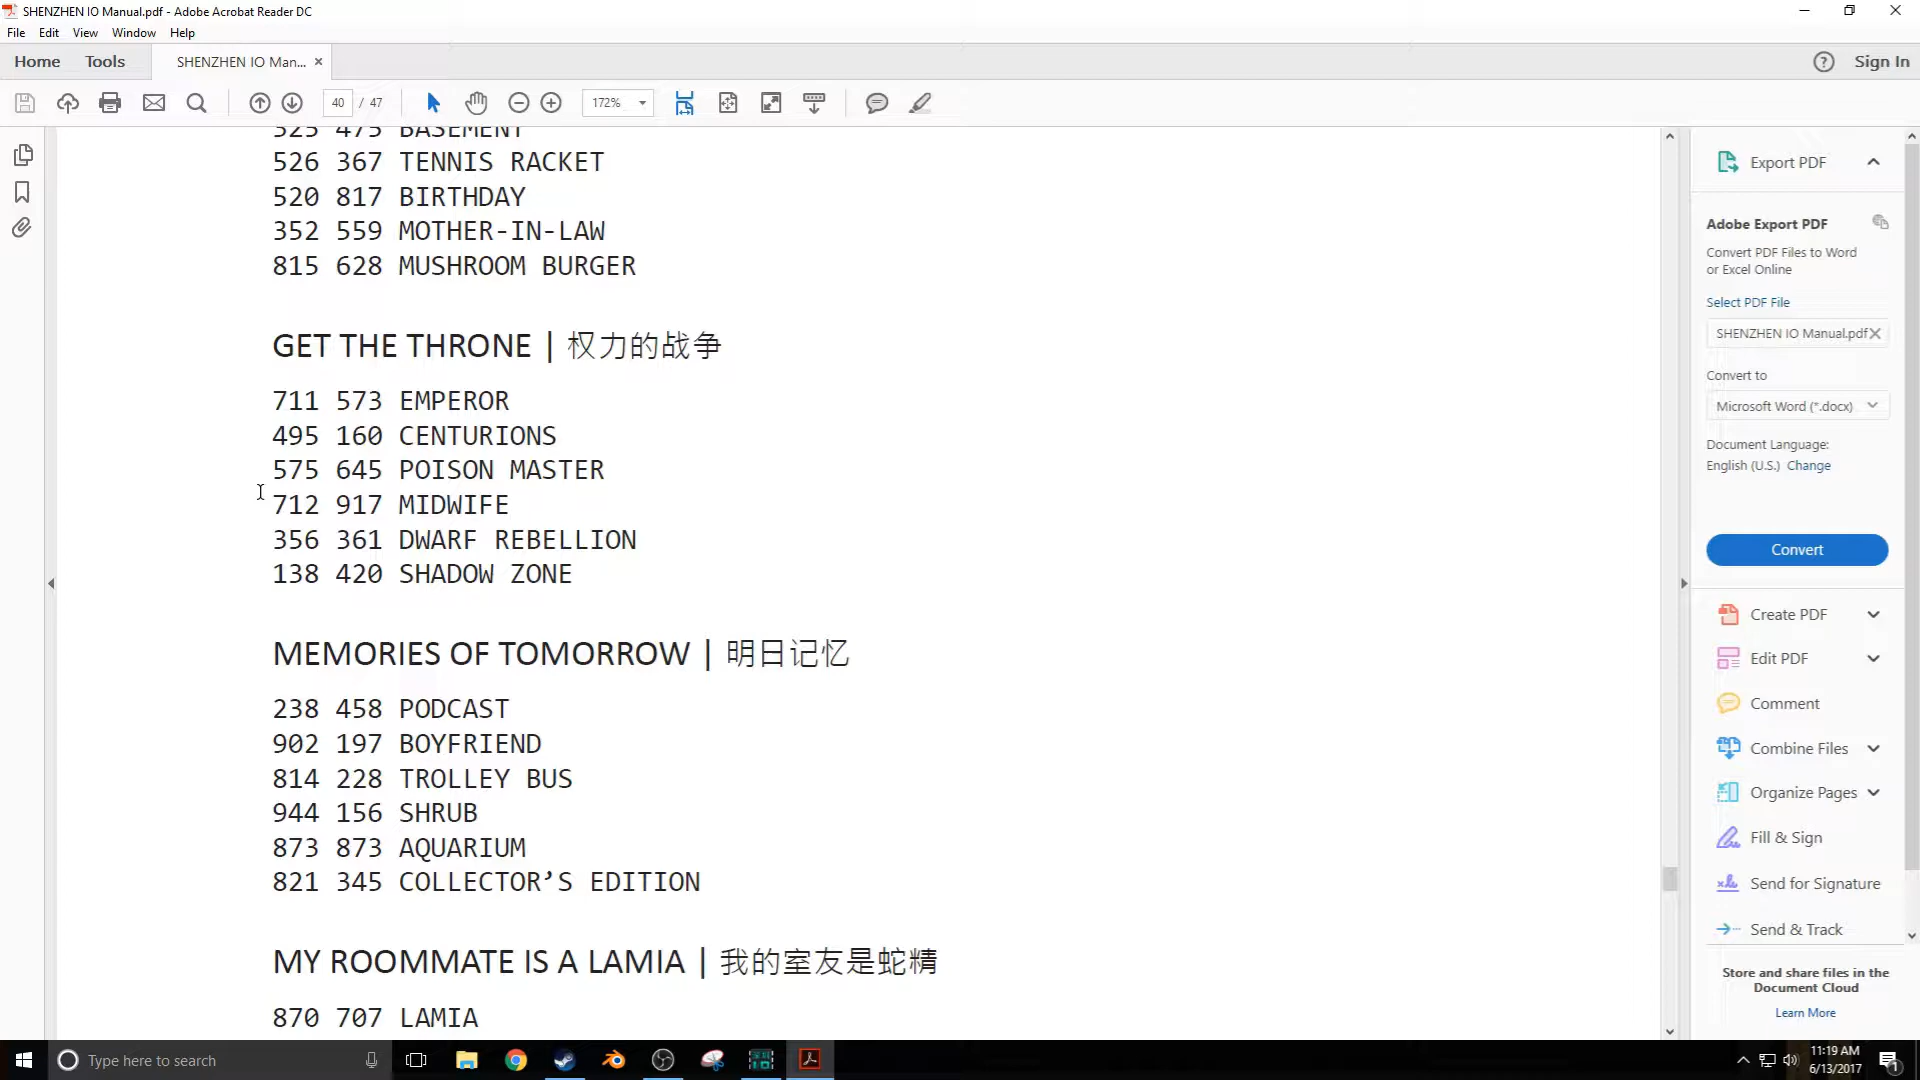 SHENZHEN IO Manual.pdf - Adobe Acrobat Reader DC
File Edit View Window Help
Home Tools SHENZHEN IO Man... × Sign In
40 / 47 172%
325 475 BASEMENT
526 367 TENNIS RACKET
520 817 BIRTHDAY
352 559 MOTHER-IN-LAW
815 628 MUSHROOM BURGER
GET THE THRONE | 权力的战争
711 573 EMPEROR
495 160 CENTURIONS
575 645 POISON MASTER
712 917 MIDWIFE
356 361 DWARF REBELLION
138 420 SHADOW ZONE
MEMORIES OF TOMORROW | 明日记忆
238 458 PODCAST
902 197 BOYFRIEND
814 228 TROLLEY BUS
944 156 SHRUB
873 873 AQUARIUM
821 345 COLLECTOR’S EDITION
MY ROOMMATE IS A LAMIA | 我的室友是蛇精
870 707 LAMIA
Export PDF
Adobe Export PDF
Convert PDF Files to Word
or Excel Online
Select PDF File
SHENZHEN IO Manual.pdf
Convert to
Microsoft Word (*.docx)
Document Language:
English (U.S.) Change
Convert
Create PDF
Edit PDF
Comment
Combine Files
Organize Pages
Fill & Sign
Send for Signature
Send & Track
Store and share files in the
Document Cloud
Learn More
Type here to search
11:19 AM
6/13/2017